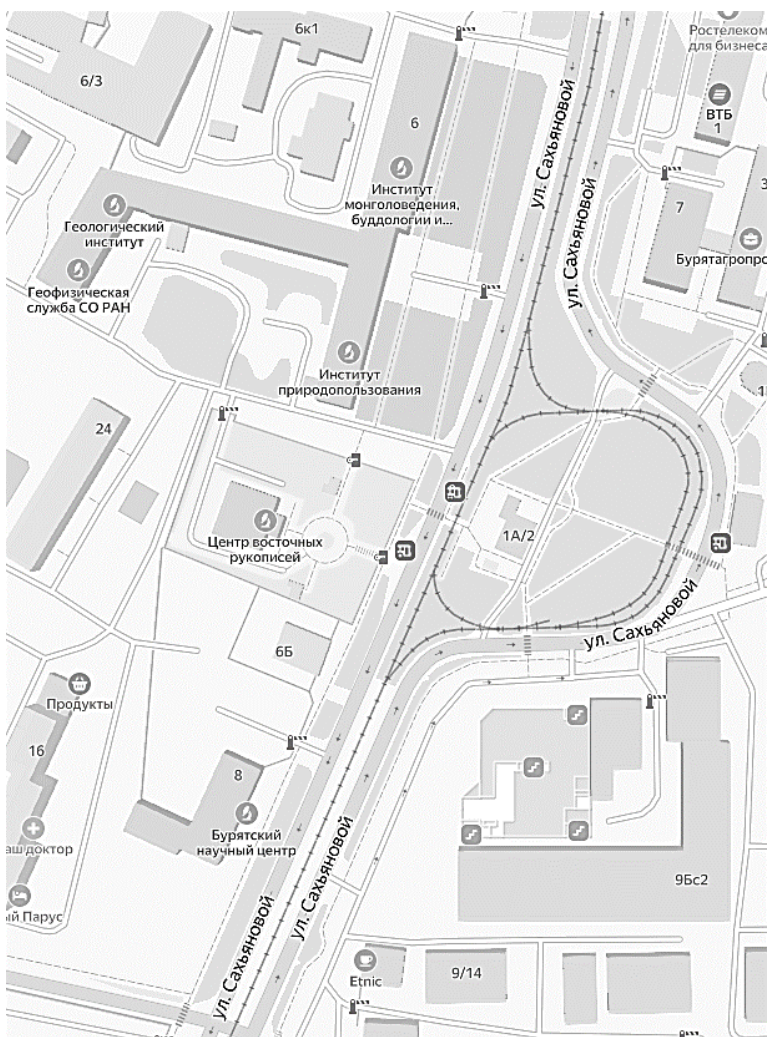 6к1
Ростелеком
для бизнеса
6/3
ВТБ
1
6
ул. Сахьяновой
Институт
монголоведения,
буддологии и...
3
7
ул. Сахьяновой
Геологический
институт
Бурятагропро
Геофизическая
служба СО РАН
Институт
природопользования
24
1А/2
Центр восточных
рукописей
ул. Сахьяновой
6Б
Продукты
16
8
Бурятский
научный центр
аш доктор
ул. Сахьяновой
9Бс2
ый Парус
ул. Сахьяновой
Etnic
9/14